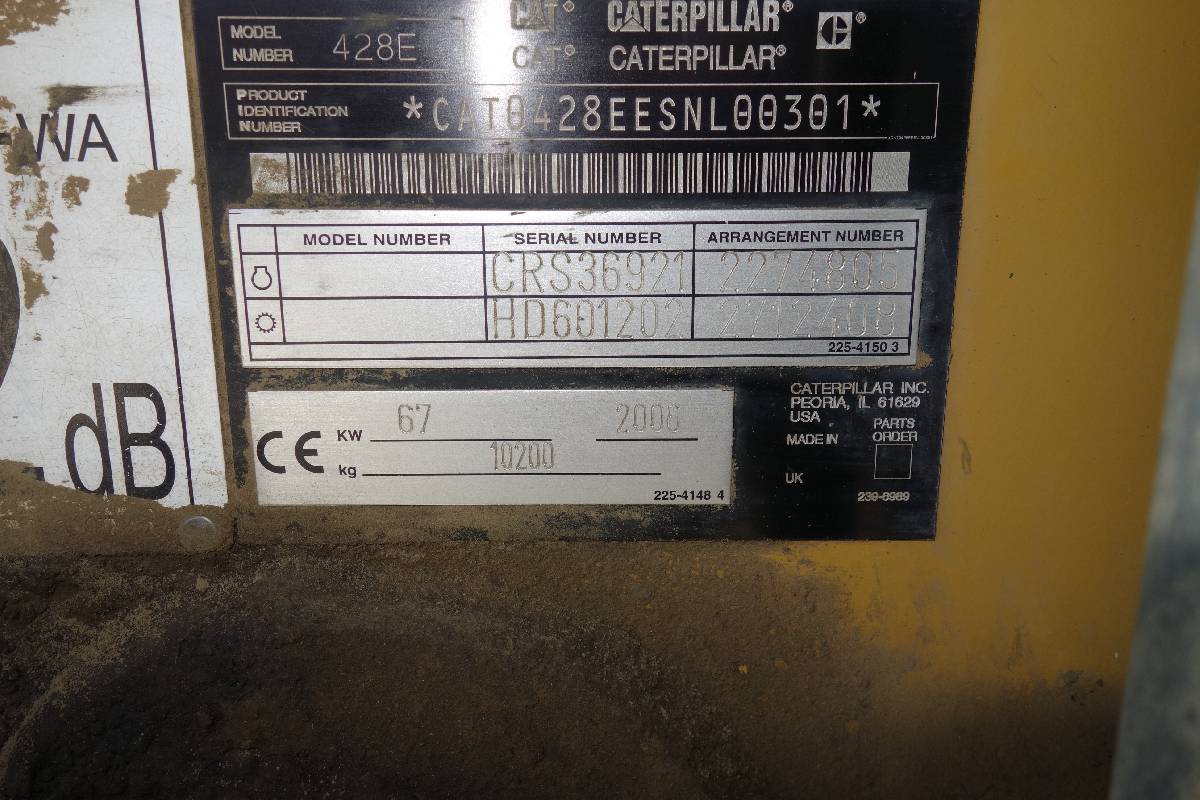 MODEL NUMBER 428E
CAT® CATERPILLAR® C®
CAT® CATERPILLAR®
PRODUCT IDENTIFICATION NUMBER *CAT0428EESNL00301*
MODEL NUMBER SERIAL NUMBER ARRANGEMENT NUMBER
CRS36921 2274805
HD601202 2712408
225-4150 3
CE KW 67 2006
kg 10200
225-4148 4
CATERPILLAR INC.
PEORIA, IL 61629
USA
MADE IN
UK
PARTS
ORDER
239-6989
WA
dB